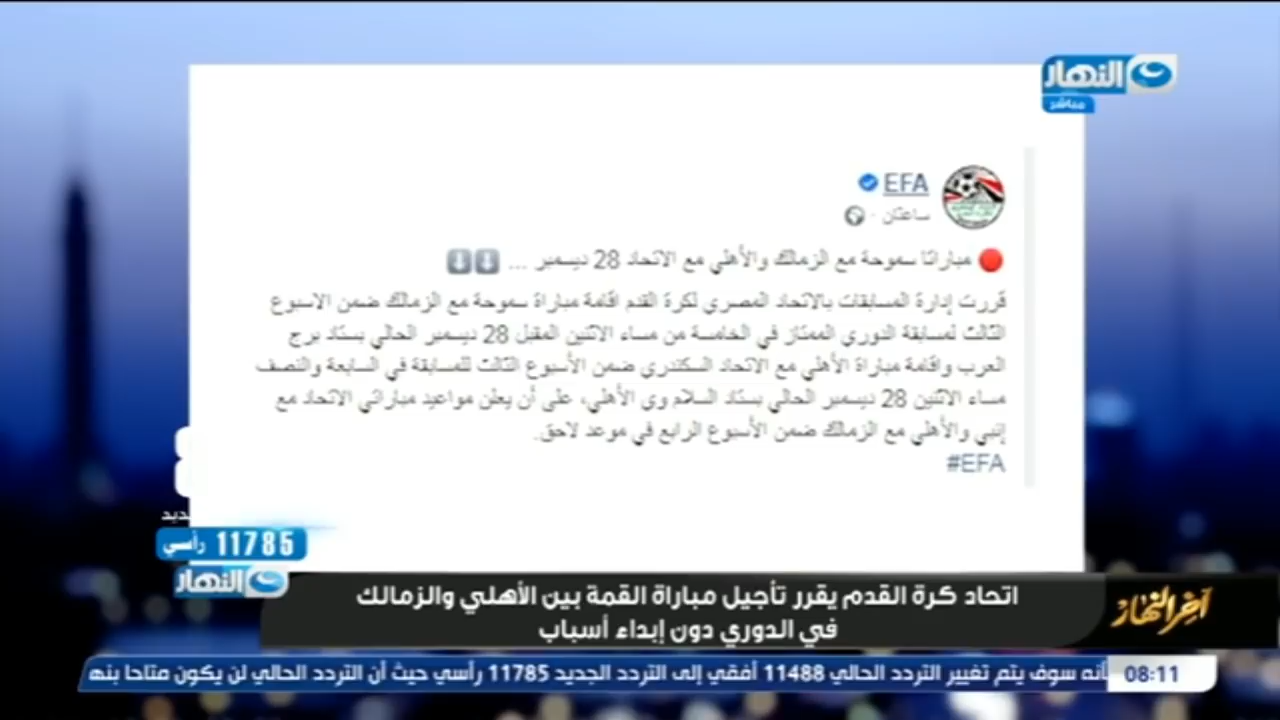 النهار
مباشر
EFA
ساعتان ·
مباراتا سموحة مع الزمالك والأهلي مع الاتحاد 28 ديسمبر ...
قررت إدارة المسابقات بالاتحاد المصري لكرة القدم اقامة مباراة سموحة مع الزمالك ضمن الاسبوع
الثالث لمسابقة الدوري الممتاز في الخامسة من مساء الاثنين المقبل 28 ديسمبر الحالي بستاد برج
العرب واقامة مباراة الأهلي مع الاتحاد السكندري ضمن الأسبوع الثالث للمسابقة في السابعة والنصف
مساء الاثنين 28 ديسمبر الحالي بستاد السلام وي الأهلي، على أن يعلن مواعيد مباراتي الاتحاد مع
إنبي والأهلي مع الزمالك ضمن الأسبوع الرابع في موعد لاحق.
#EFA
11785 رأسي
النهار
اتحاد كرة القدم يقرر تأجيل مباراة القمة بين الأهلي والزمالك
في الدوري دون إبداء أسباب
آخر النهار
أنه سوف يتم تغيير التردد الحالي 11488 أفقي إلى التردد الجديد 11785 رأسي حيث أن التردد الحالي لن يكون متاحا بنه
08:11